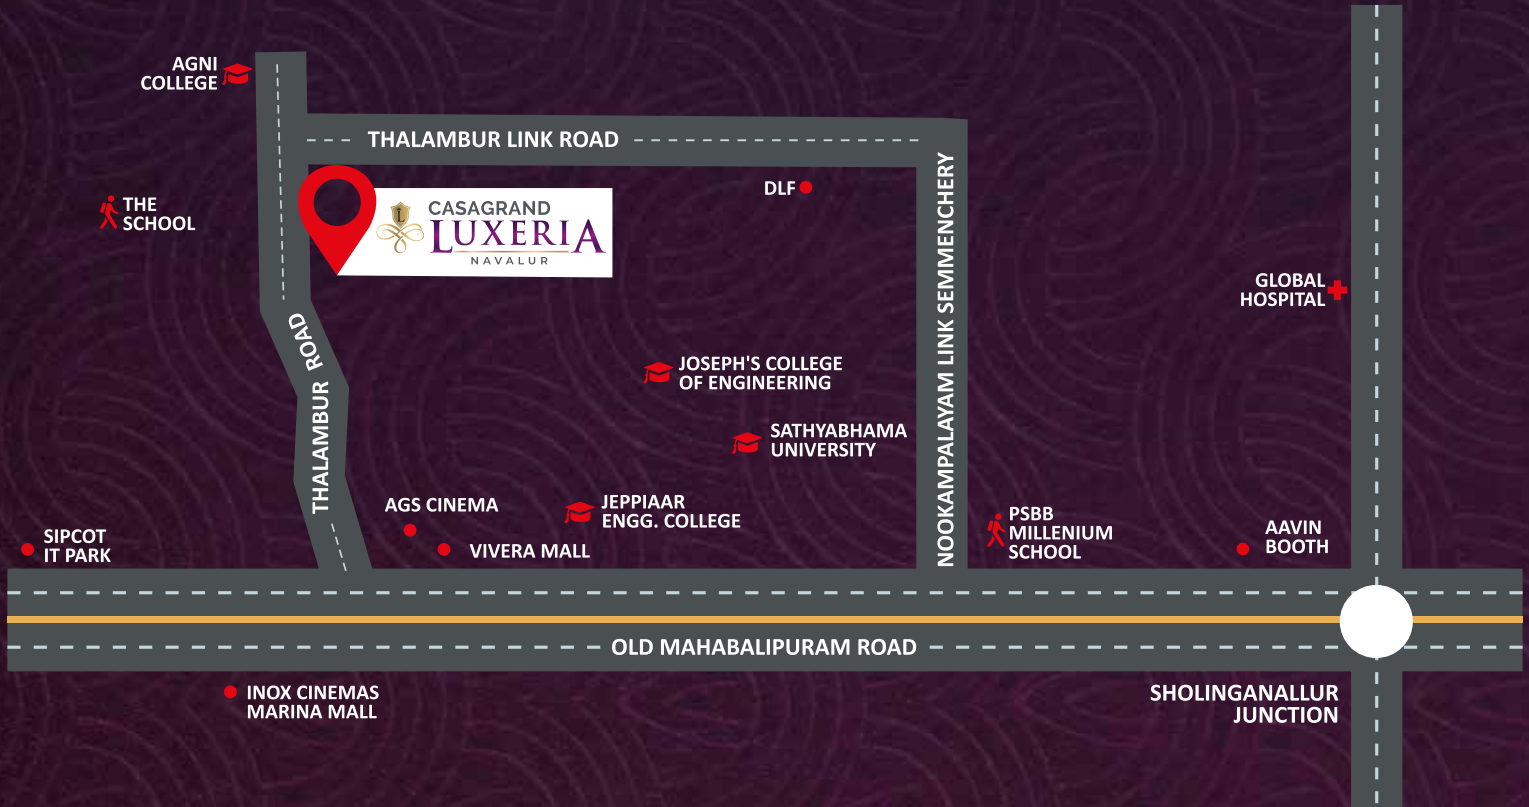 AGNI
COLLEGE
THALAMBUR LINK ROAD
THE
SCHOOL
L
CASAGRAND
LUXERIA
NAVALUR
DLF
NOOKAMPALAYAM LINK SEMMENCHERY
GLOBAL
HOSPITAL
THALAMBUR ROAD
JOSEPH'S COLLEGE
OF ENGINEERING
SATHYABHAMA
UNIVERSITY
AGS CINEMA
JEPPIAAR
ENGG. COLLEGE
VIVERA MALL
SIPCOT
IT PARK
PSBB
MILLENIUM
SCHOOL
AAVIN
BOOTH
OLD MAHABALIPURAM ROAD
INOX CINEMAS
MARINA MALL
SHOLINGANALLUR
JUNCTION